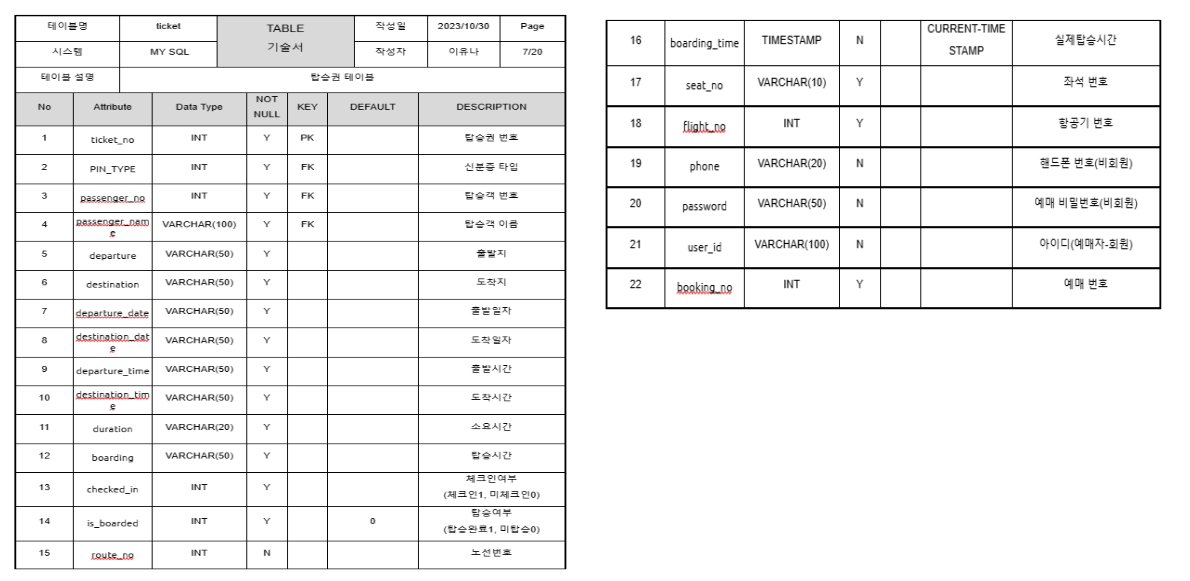 테이블명 ticket TABLE 기술서 작성일 2023/10/30 Page
시스템 MY SQL 작성자 이유나 7/20
테이블 설명 탑승권 테이블
No Attribute Data Type NOT NULL KEY DEFAULT DESCRIPTION
1 ticket_no INT Y PK 탑승권 번호
2 PIN_TYPE INT Y FK 신분증 타입
3 passenger_no INT Y FK 탑승객 번호
4 passenger_name VARCHAR(100) Y FK 탑승객 이름
5 departure VARCHAR(50) Y 출발지
6 destination VARCHAR(50) Y 도착지
7 departure_date VARCHAR(50) Y 출발일자
8 destination_date VARCHAR(50) Y 도착일자
9 departure_time VARCHAR(50) Y 출발시간
10 destination_time VARCHAR(50) Y 도착시간
11 duration VARCHAR(20) Y 소요시간
12 boarding VARCHAR(50) Y 탑승시간
13 checked_in INT Y 체크인여부
(체크인1, 미체크인0)
14 is_boarded INT Y 0 탑승여부
(탑승완료1, 미탑승0)
15 route_no INT N 노선번호
16 boarding_time TIMESTAMP N CURRENT-TIME
STAMP 실제탑승시간
17 seat_no VARCHAR(10) Y 좌석 번호
18 flight_no INT Y 항공기 번호
19 phone VARCHAR(20) N 핸드폰 번호(비회원)
20 password VARCHAR(50) N 예매 비밀번호(비회원)
21 user_id VARCHAR(100) N 아이디(예매자-회원)
22 booking_no INT Y 예매 번호